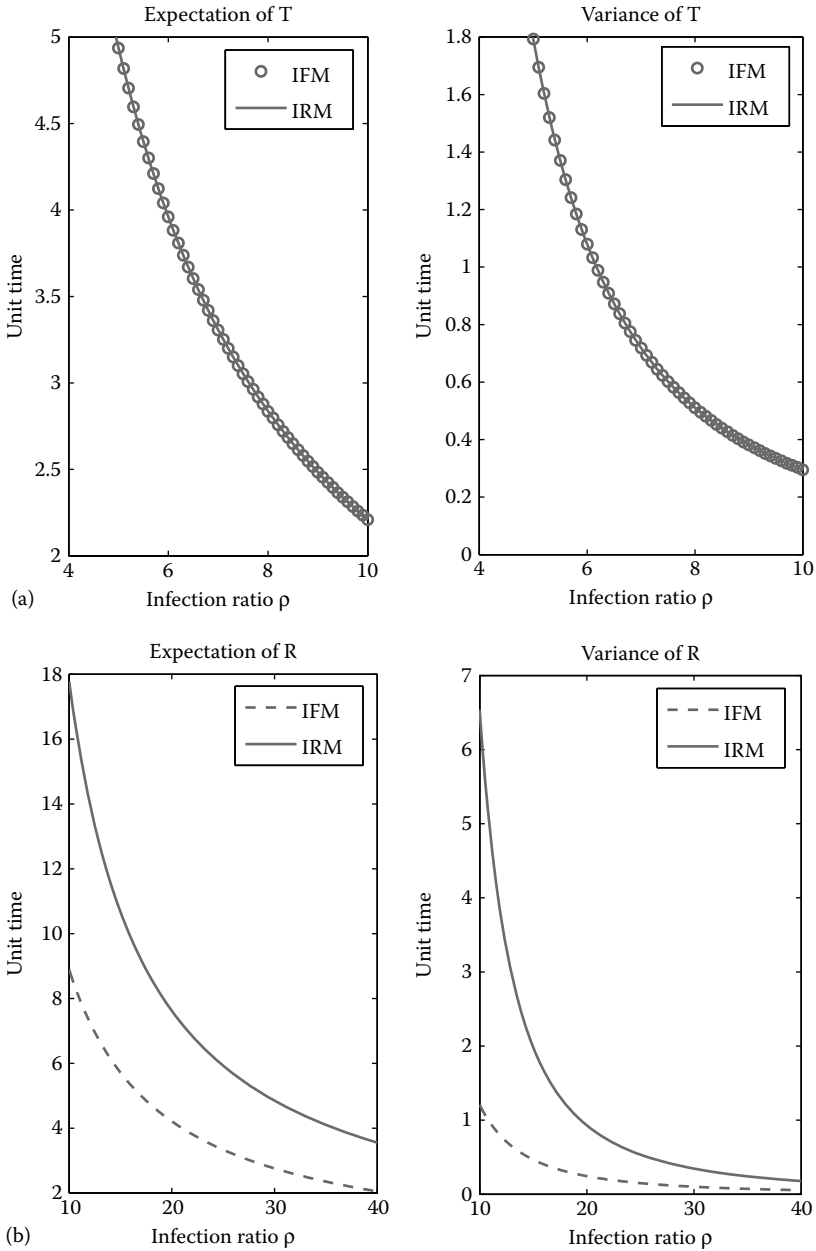 Expectation of T
5
4.5
4
3.5
3
2.5
2
4
6
8
10
Unit time
Infection ratio ρ
IFM
IRM
Variance of T
1.8
1.6
1.4
1.2
1
0.8
0.6
0.4
0.2
0
4
6
8
10
Infection ratio ρ
IFM
IRM
Unit time
(a)
Expectation of R
18
16
14
12
10
8
6
4
2
10
20
30
40
Unit time
Infection ratio ρ
IFM
IRM
Variance of R
7
6
5
4
3
2
1
0
10
20
30
40
Unit time
Infection ratio ρ
IFM
IRM
(b)